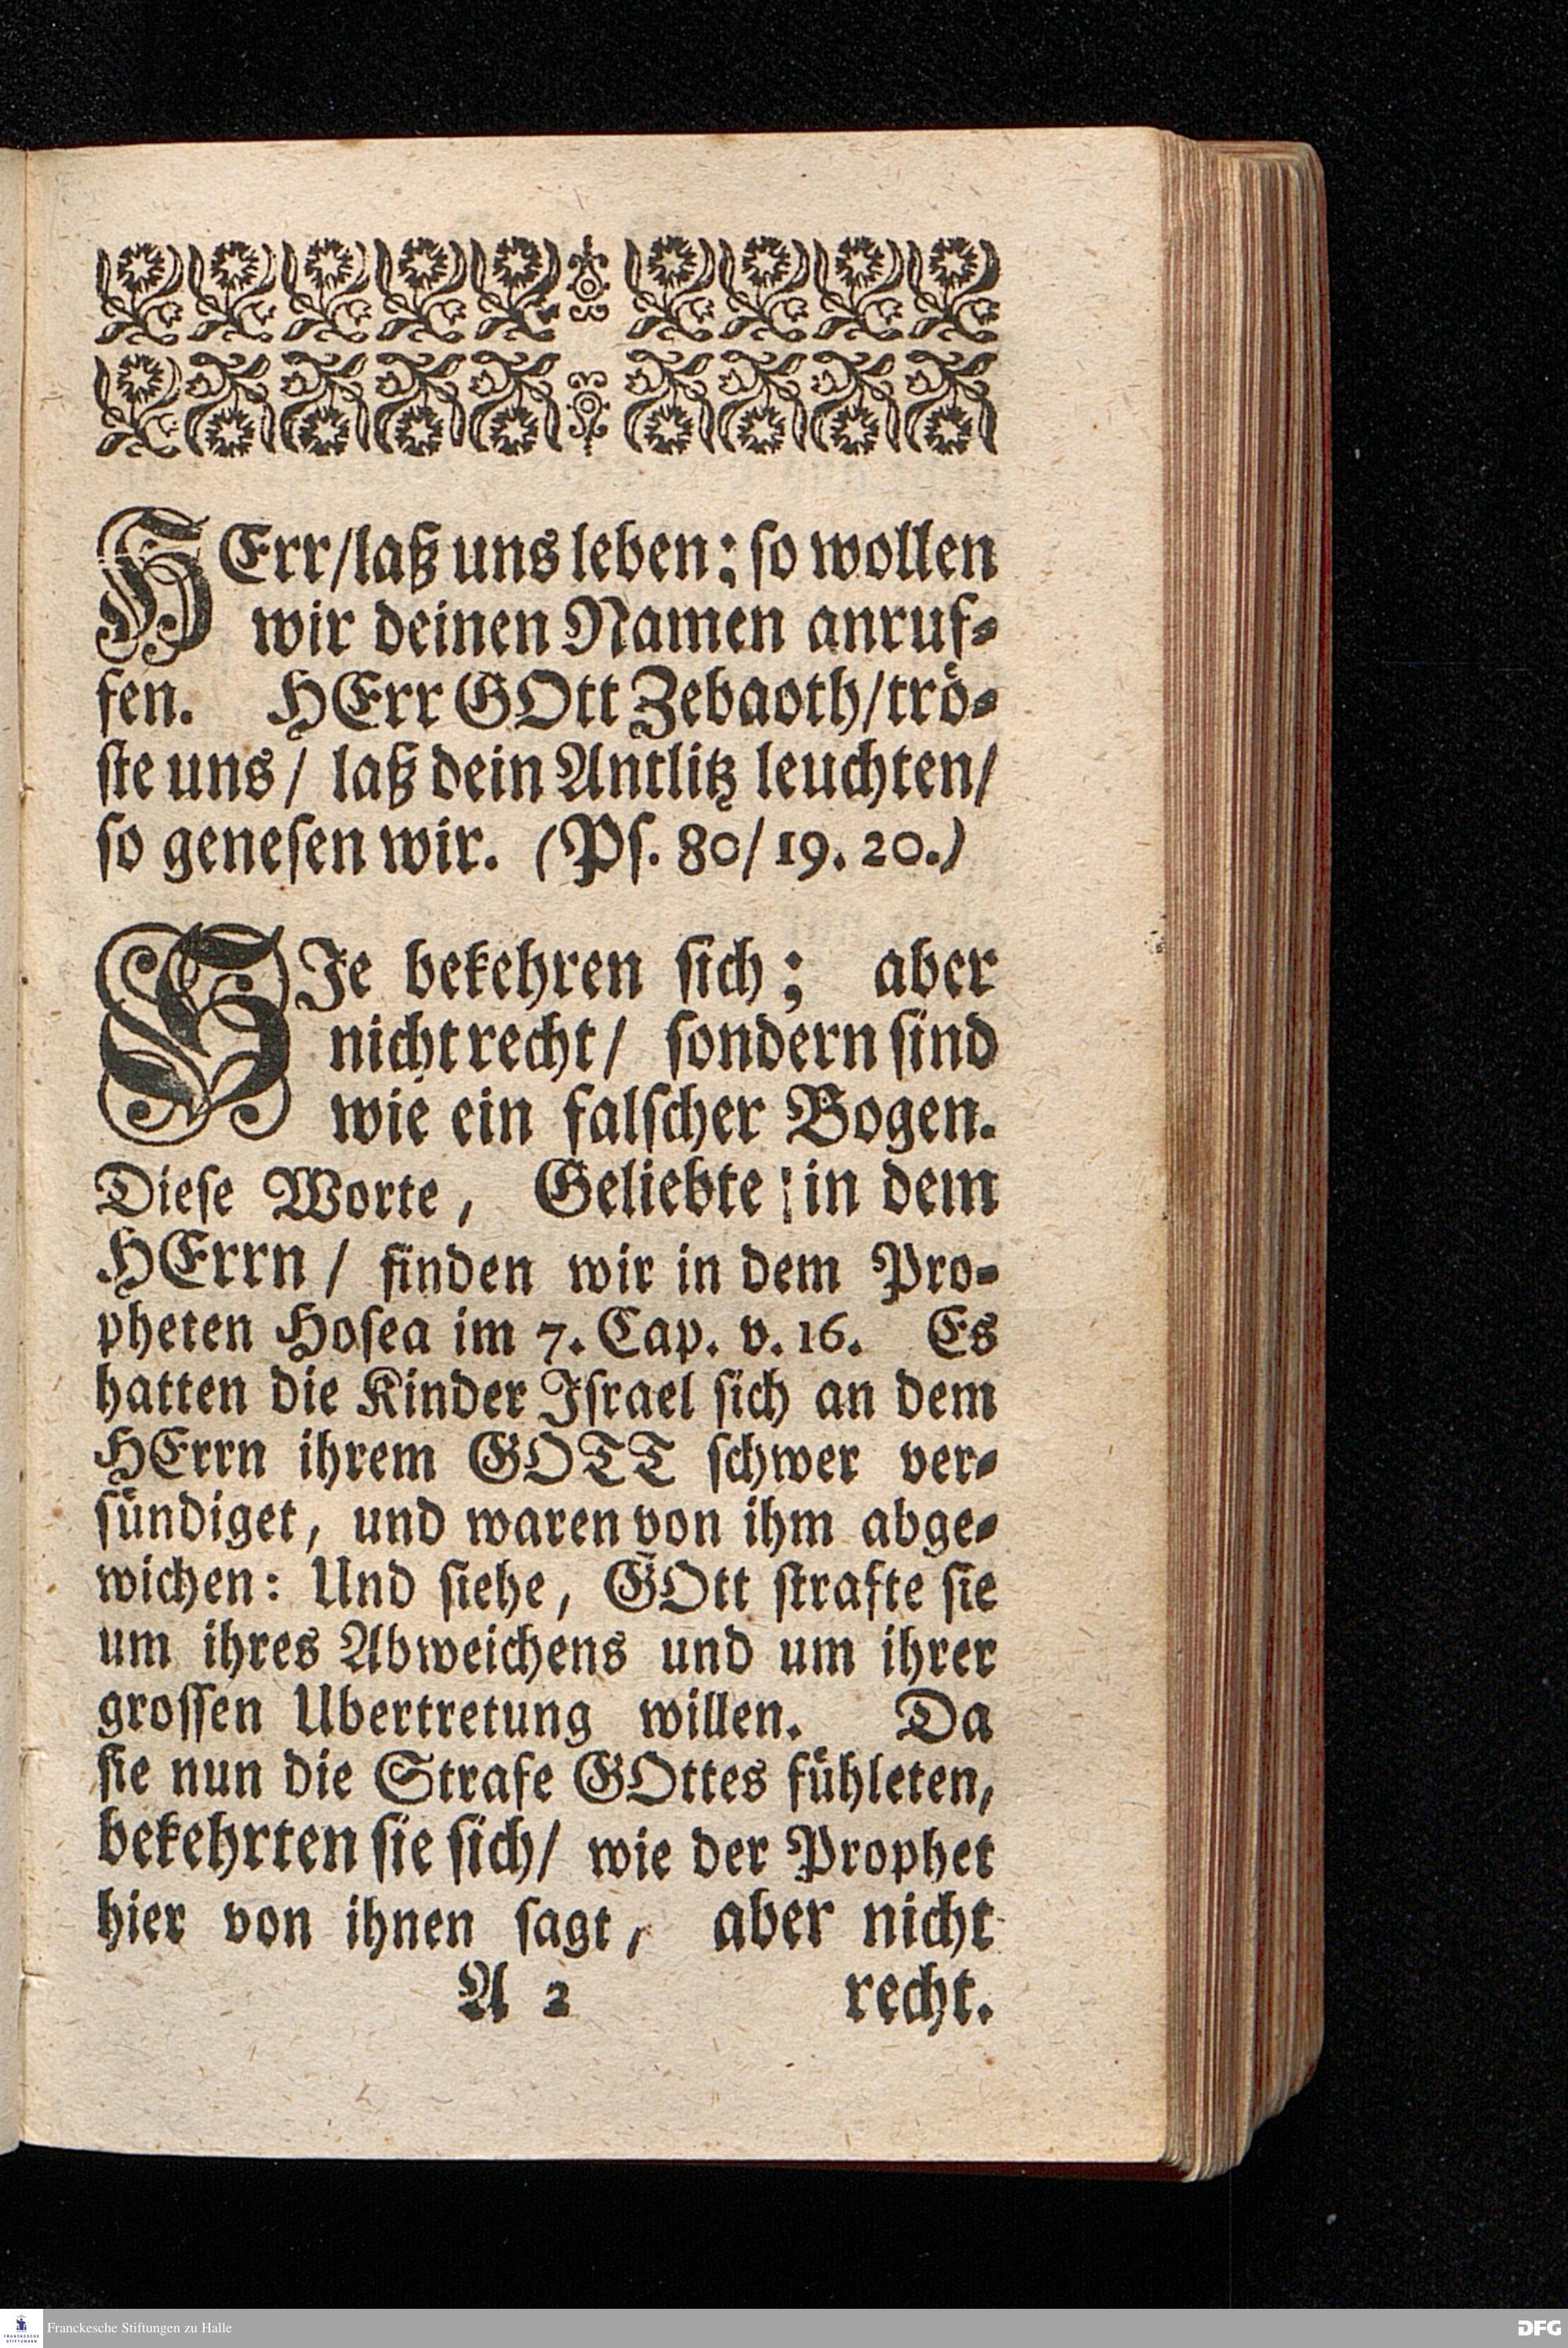 HErr/laß uns leben; so wollen
wir deinen Namen anruf-
fen. HErr GOtt Zebaoth/trö-
ste uns/ laß dein Antlitz leuchten/
so genesen wir. (Ps. 80/19. 20.)
SJe bekehren sich; aber
nicht recht/ sondern sind
wie ein falscher Bogen.
Diese Worte, Geliebte in dem
HErrn/ finden wir in dem Pro-
pheten Hosea im 7. Cap. v. 16. Es
hatten die Kinder Jsrael sich an dem
HErrn ihrem GOTT schwer ver-
sündiget, und waren von ihm abge-
wichen: Und siehe, GOtt strafte sie
um ihres Abweichens und um ihrer
grossen Ubertretung willen. Da
sie nun die Strafe GOttes fühleten,
bekehrten sie sich/ wie der Prophet
hier von ihnen sagt, aber nicht
A 2 recht.
FRANCKESCHE
STIFTUNGEN
Franckesche Stiftungen zu Halle
DFG